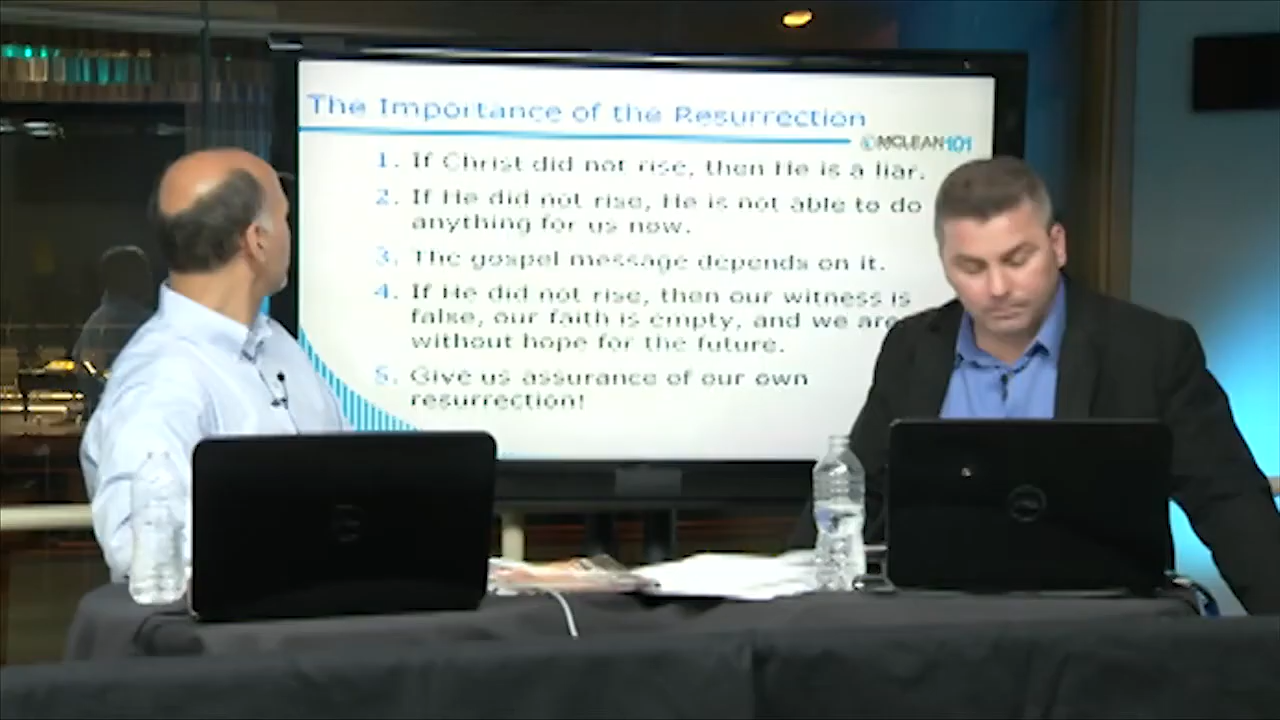 The Importance of the Resurrection
MCLEAN101
1. If Christ did not rise, then He is a liar.
2. If He did not rise, He is not able to do
anything for us now.
3. The gospel message depends on it.
4. If He did not rise, then our witness is
false, our faith is empty, and we are
without hope for the future.
5. Give us assurance of our own
resurrection!
DELL